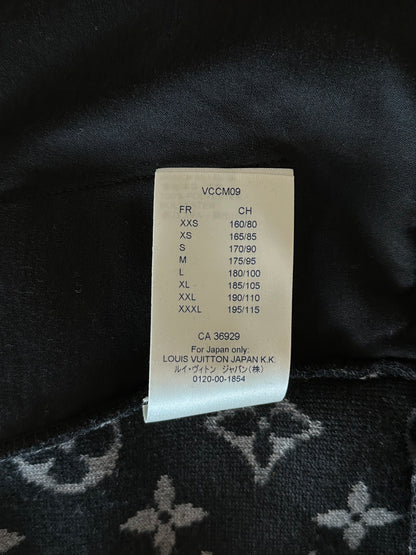 VCCM09
FR CH
XXS 160/80
XS 165/85
S 170/90
M 175/95
L 180/100
XL 185/105
XXL 190/110
XXXL 195/115
CA 36929
For Japan only:
LOUIS VUITTON JAPAN K.K.
ルイ・ヴィトン ジャパン(株)
0120-00-1854